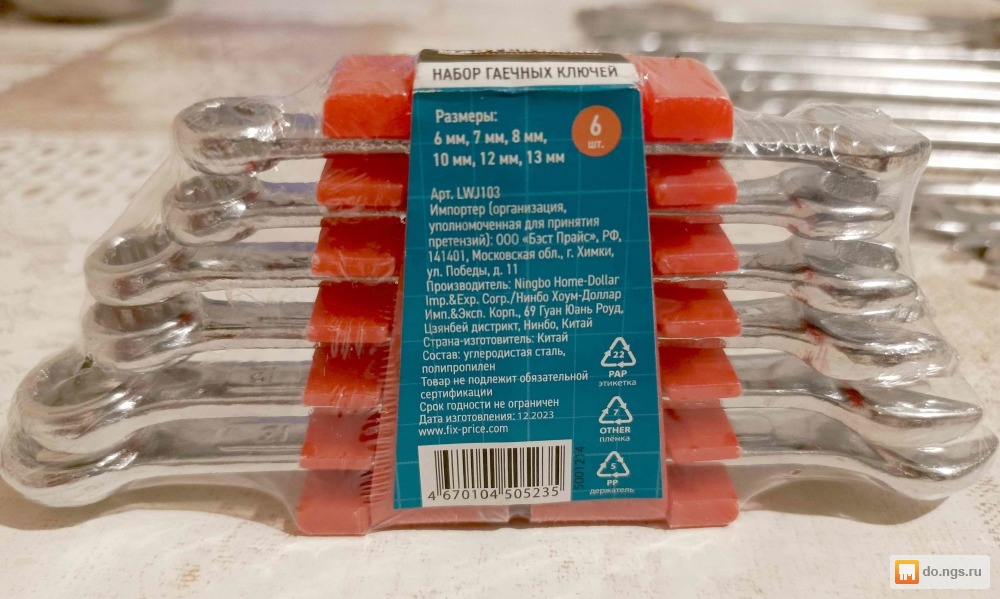 НАБОР ГАЕЧНЫХ КЛЮЧЕЙ
Размеры:
6 мм, 7 мм, 8 мм,
10 мм, 12 мм, 13 мм
6
шт.
Арт. LWJ103
Импортер (организация,
уполномоченная для принятия
претензий): ООО «Бэст Прайс», РФ,
141401, Московская обл., г. Химки,
ул. Победы, д. 11
Производитель: Ningbo Home-Dollar
Imp.&Exp. Corp./Нинбо Хоум-Доллар
Имп.&Эксп. Корп., 69 Гуан Юань Роуд,
Цзянбей дистрикт, Нинбо, Китай
Страна-изготовитель: Китай
Состав: углеродистая сталь,
полипропилен
Товар не подлежит обязательной
сертификации
Срок годности не ограничен
Дата изготовления: 12.2023
www.fix-price.com
22
PAP
этикетка
7
OTHER
плёнка
5
PP
держатель
5001214
4 670104 505235
do.ngs.ru